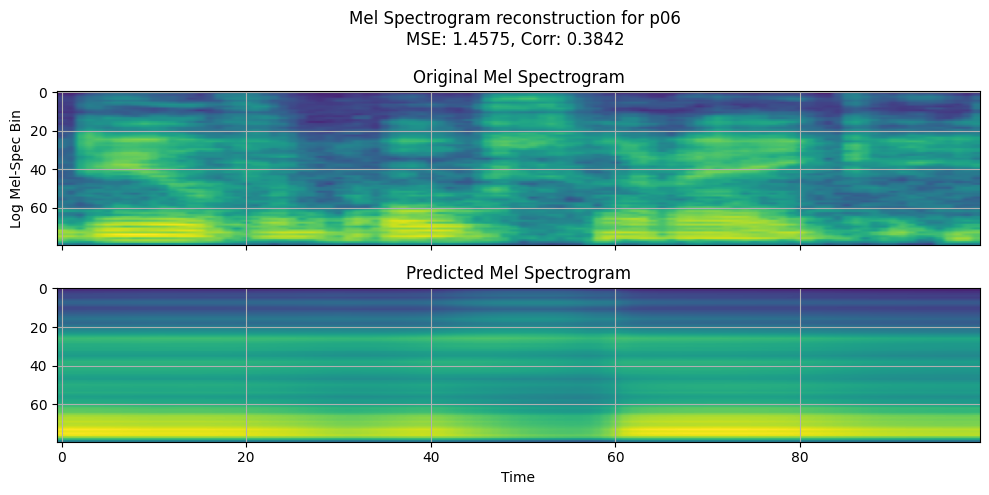 Mel Spectrogram reconstruction for p06
MSE: 1.4575, Corr: 0.3842
Original Mel Spectrogram
0
20
40
60
Log Mel-Spec Bin
Predicted Mel Spectrogram
0
20
40
60
0 20 40 60 80
Time